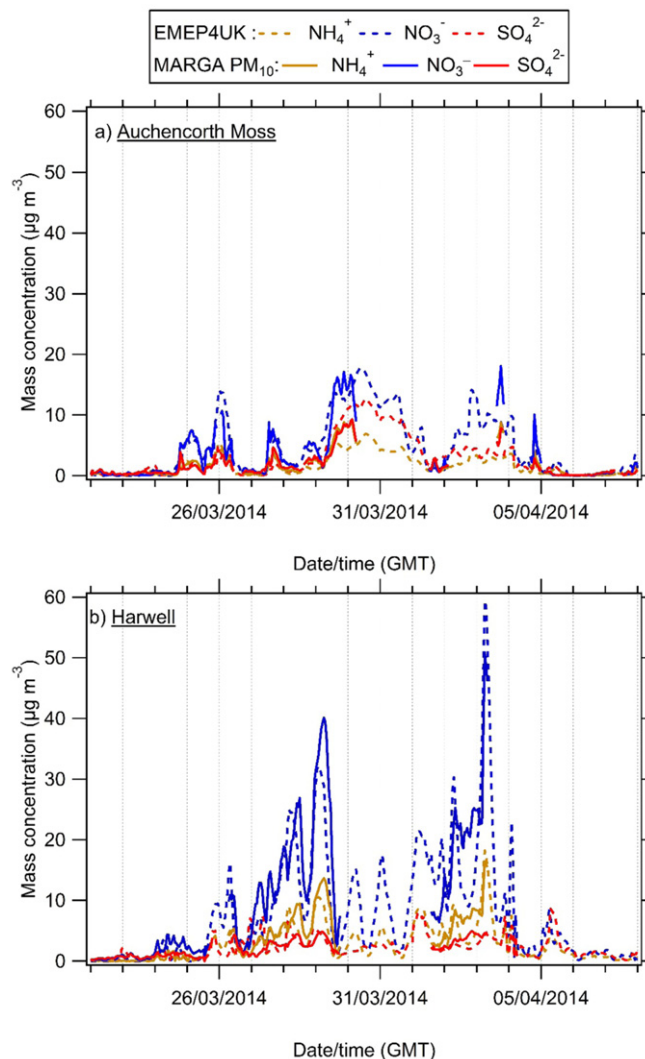 EMEP4UK : NH₄⁺ NO₃⁻ SO₄²⁻
MARGA PM₁₀: NH₄⁺ NO₃⁻ SO₄²⁻
60
a) Auchencorth Moss
50
40
30
20
10
0
Mass concentration (µg m⁻³)
26/03/2014 31/03/2014 05/04/2014
Date/time (GMT)
60
b) Harwell
50
40
30
20
10
0
Mass concentration (µg m⁻³)
26/03/2014 31/03/2014 05/04/2014
Date/time (GMT)